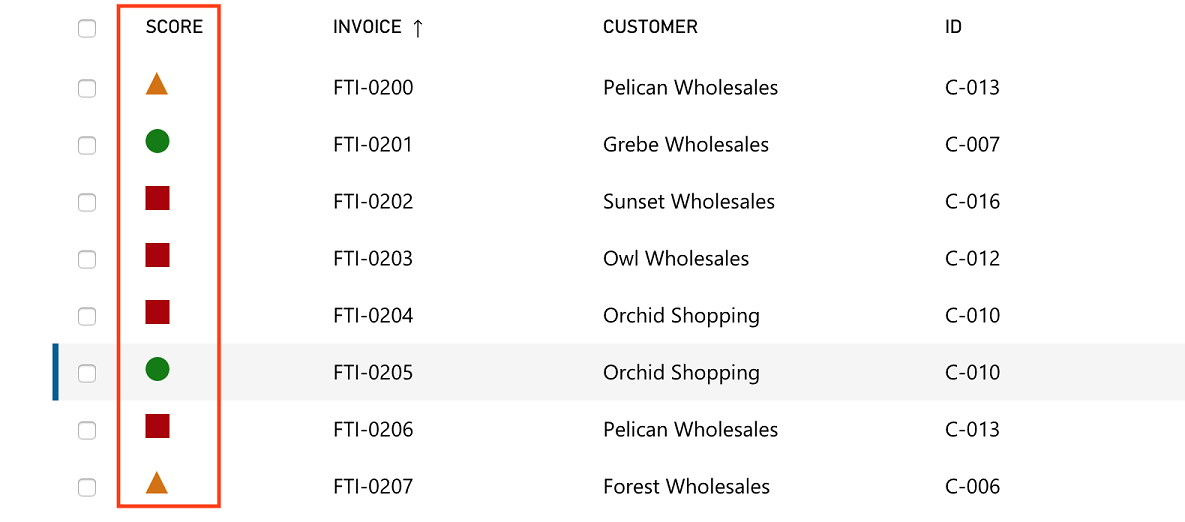 SCORE INVOICE ↑ CUSTOMER ID
FTI-0200 Pelican Wholesales C-013
FTI-0201 Grebe Wholesales C-007
FTI-0202 Sunset Wholesales C-016
FTI-0203 Owl Wholesales C-012
FTI-0204 Orchid Shopping C-010
FTI-0205 Orchid Shopping C-010
FTI-0206 Pelican Wholesales C-013
FTI-0207 Forest Wholesales C-006